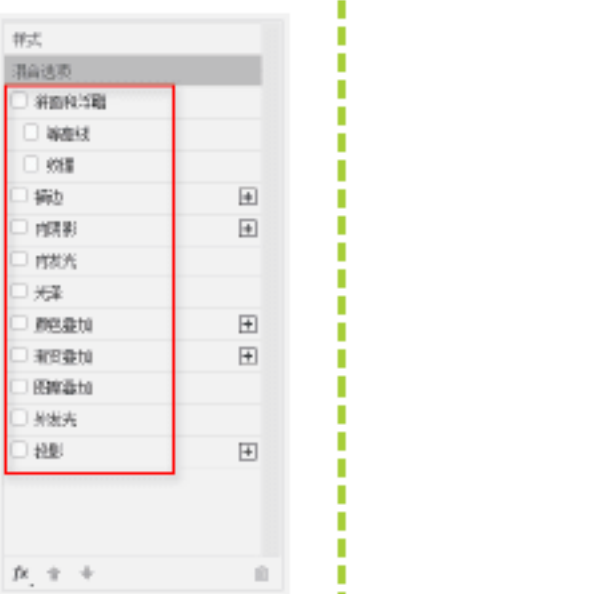 样式
混合选项
斜面和浮雕
等高线
纹理
描边
内阴影
内发光
光泽
颜色叠加
渐变叠加
图案叠加
外发光
投影
fx